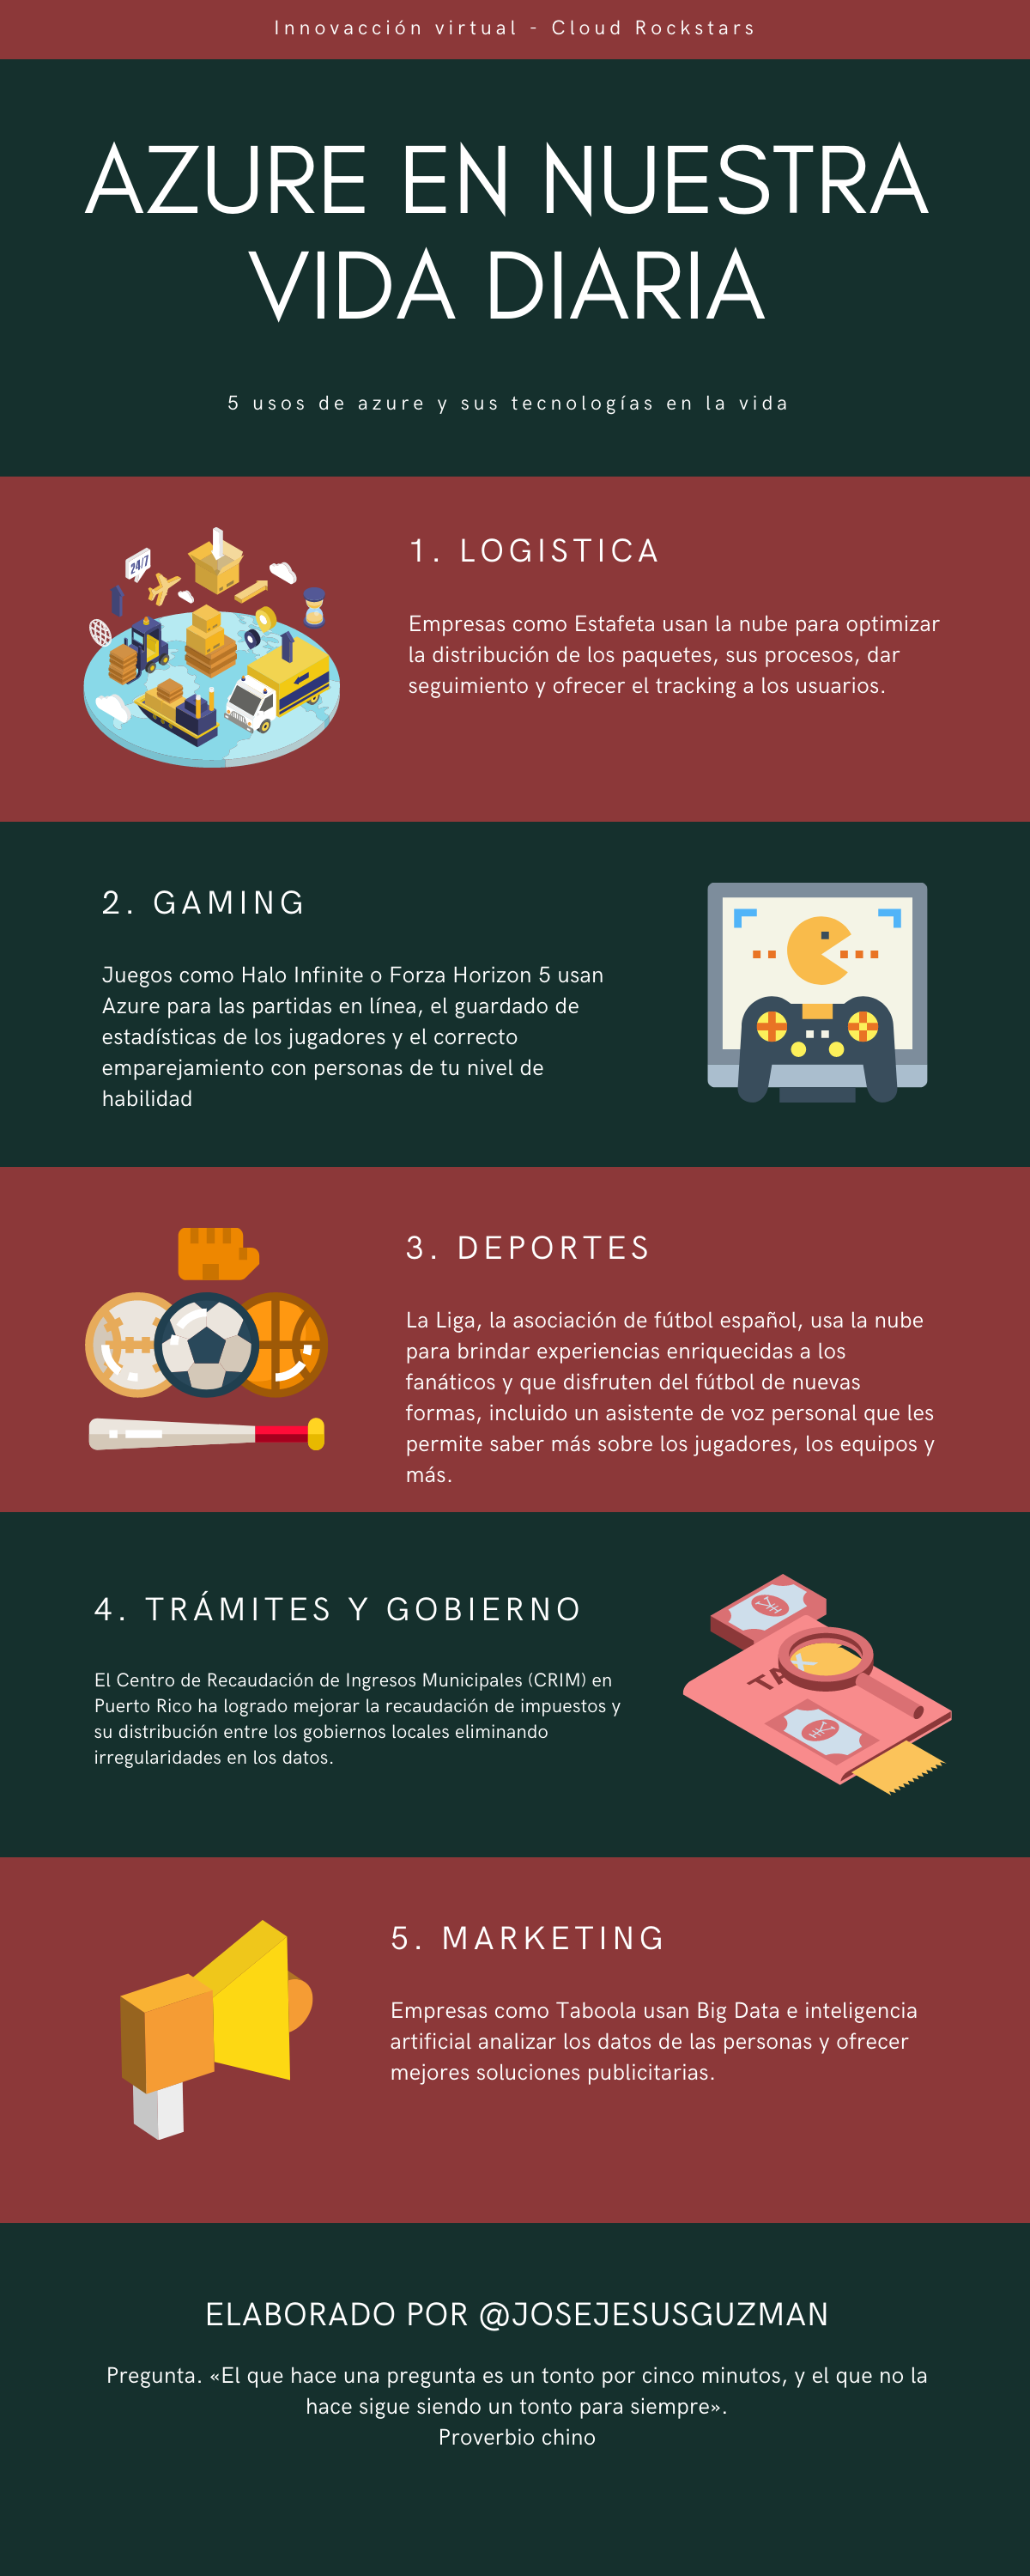 Innovacción virtual - Cloud Rockstars
AZURE EN NUESTRA
VIDA DIARIA
5 usos de azure y sus tecnologías en la vida
24/7
1. LOGISTICA
Empresas como Estafeta usan la nube para optimizar
la distribución de los paquetes, sus procesos, dar
seguimiento y ofrecer el tracking a los usuarios.
2. GAMING
Juegos como Halo Infinite o Forza Horizon 5 usan
Azure para las partidas en línea, el guardado de
estadísticas de los jugadores y el correcto
emparejamiento con personas de tu nivel de
habilidad
3. DEPORTES
La Liga, la asociación de fútbol español, usa la nube
para brindar experiencias enriquecidas a los
fanáticos y que disfruten del fútbol de nuevas
formas, incluido un asistente de voz personal que les
permite saber más sobre los jugadores, los equipos y
más.
4. TRÁMITES Y GOBIERNO
El Centro de Recaudación de Ingresos Municipales (CRIM) en
Puerto Rico ha logrado mejorar la recaudación de impuestos y
su distribución entre los gobiernos locales eliminando
irregularidades en los datos.
TAX
5. MARKETING
Empresas como Taboola usan Big Data e inteligencia
artificial analizar los datos de las personas y ofrecer
mejores soluciones publicitarias.
ELABORADO POR @JOSEJESUSGUZMAN
Pregunta. «El que hace una pregunta es un tonto por cinco minutos, y el que no la
hace sigue siendo un tonto para siempre».
Proverbio chino